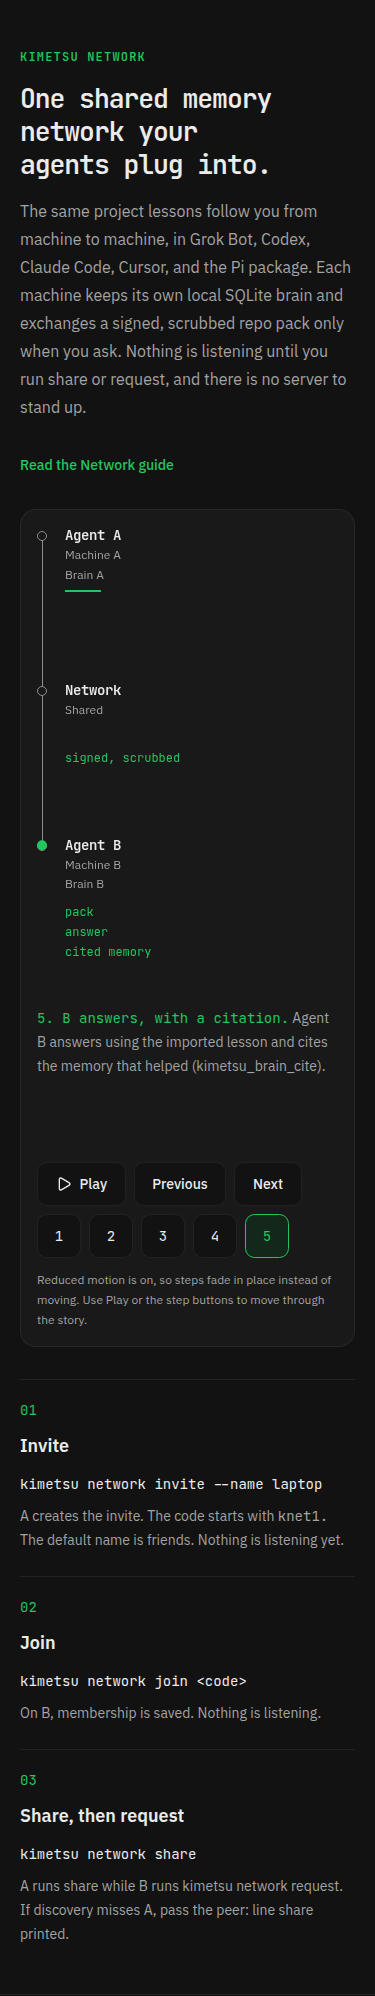 KIMETSU NETWORK
One shared memory
network your
agents plug into.
The same project lessons follow you from
machine to machine, in Grok Bot, Codex,
Claude Code, Cursor, and the Pi package. Each
machine keeps its own local SQLite brain and
exchanges a signed, scrubbed repo pack only
when you ask. Nothing is listening until you
run share or request, and there is no server to
stand up.
Read the Network guide
Agent A
Machine A
Brain A
Network
Shared
signed, scrubbed
Agent B
Machine B
Brain B
pack
answer
cited memory
5. B answers, with a citation. Agent
B answers using the imported lesson and cites
the memory that helped (kimetsu_brain_cite).
Play Previous Next
1 2 3 4 5
Reduced motion is on, so steps fade in place instead of
moving. Use Play or the step buttons to move through
the story.
01
Invite
kimetsu network invite --name laptop
A creates the invite. The code starts with knet1.
The default name is friends. Nothing is listening yet.
02
Join
kimetsu network join <code>
On B, membership is saved. Nothing is listening.
03
Share, then request
kimetsu network share
A runs share while B runs kimetsu network request.
If discovery misses A, pass the peer: line share
printed.